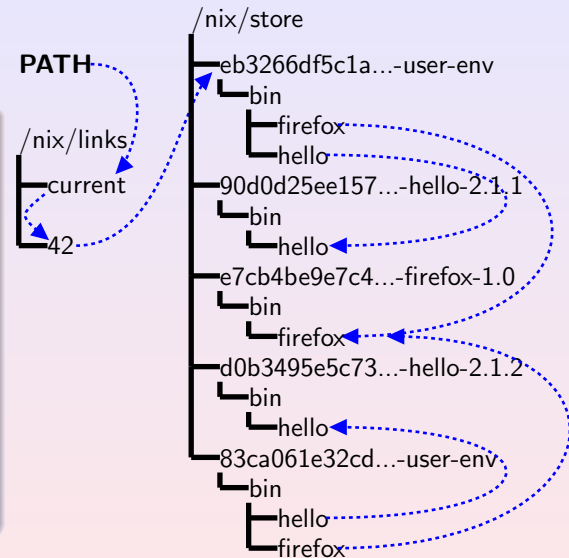 /nix/store
PATH
eb3266df5c1a...-user-env
bin
firefox
/nix/links
hello
current
90d0d25ee157...-hello-2.1.1
bin
42
hello
e7cb4be9e7c4...-firefox-1.0
bin
firefox
d0b3495e5c73...-hello-2.1.2
bin
hello
83ca061e32cd...-user-env
bin
hello
firefox